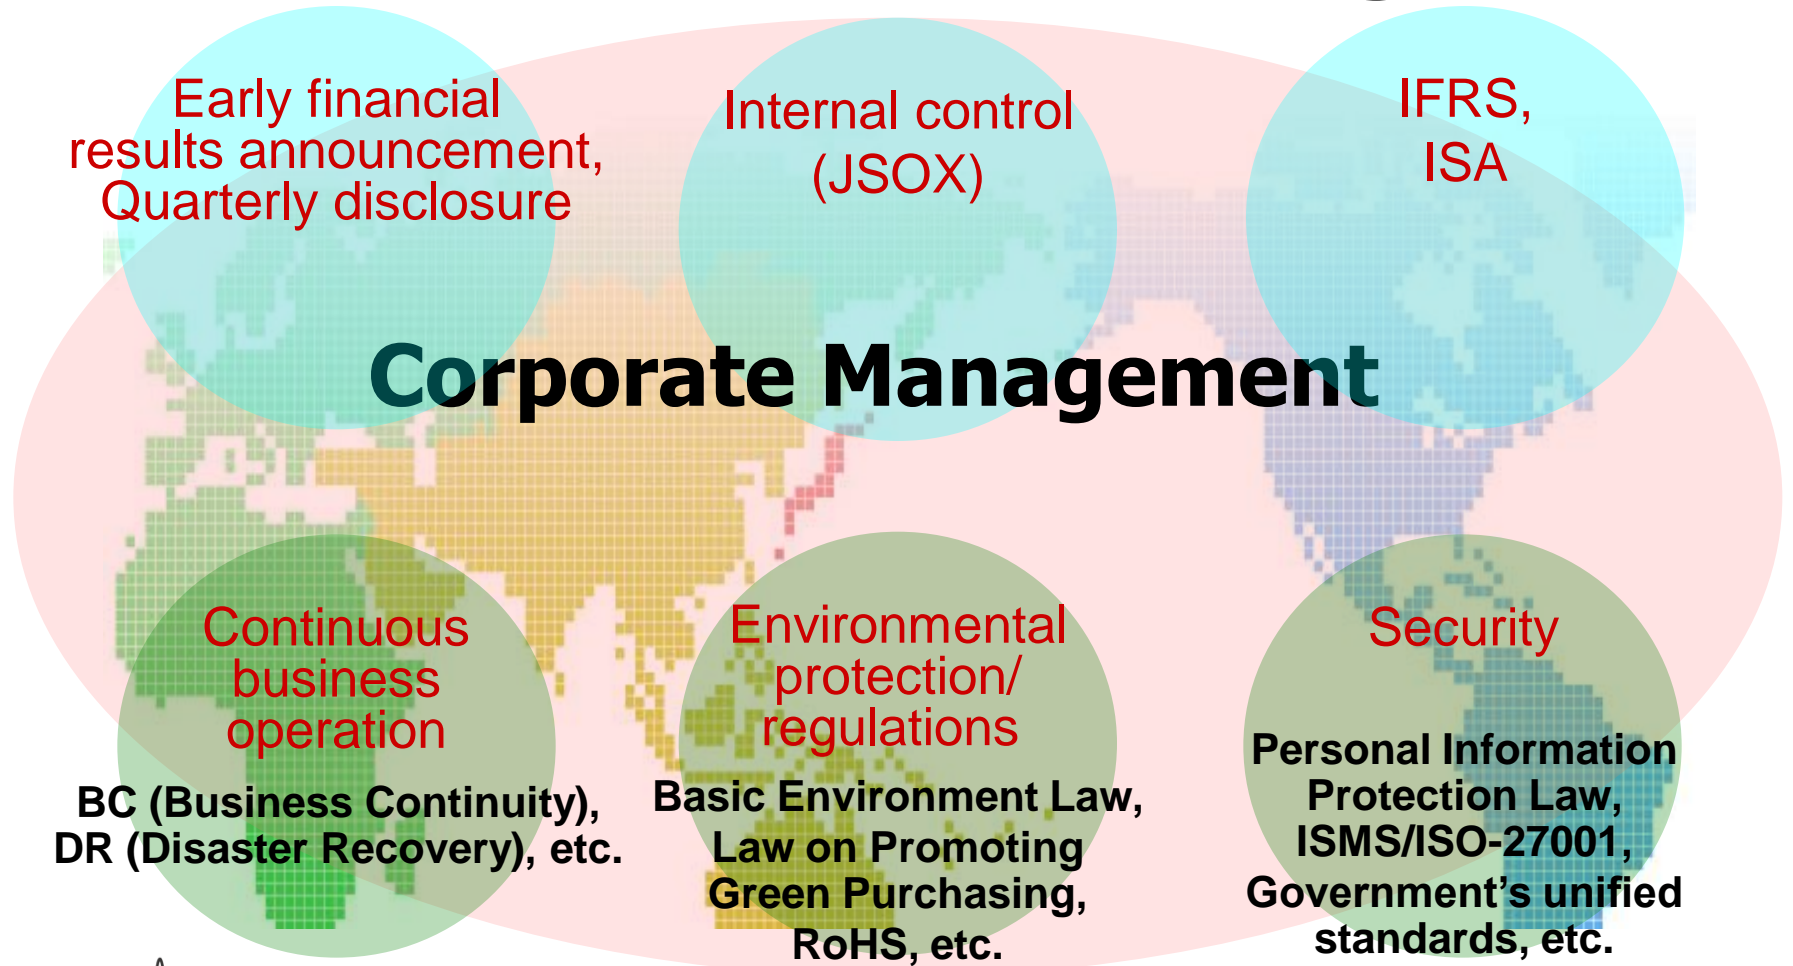 Early financial
results announcement,
Quarterly disclosure
Internal control
(JSOX)
IFRS,
ISA
Corporate Management
Continuous
business
operation
BC (Business Continuity),
DR (Disaster Recovery), etc.
Environmental
protection/
regulations
Basic Environment Law,
Law on Promoting
Green Purchasing,
RoHS, etc.
Security
Personal Information
Protection Law,
ISMS/ISO-27001,
Government’s unified
standards, etc.